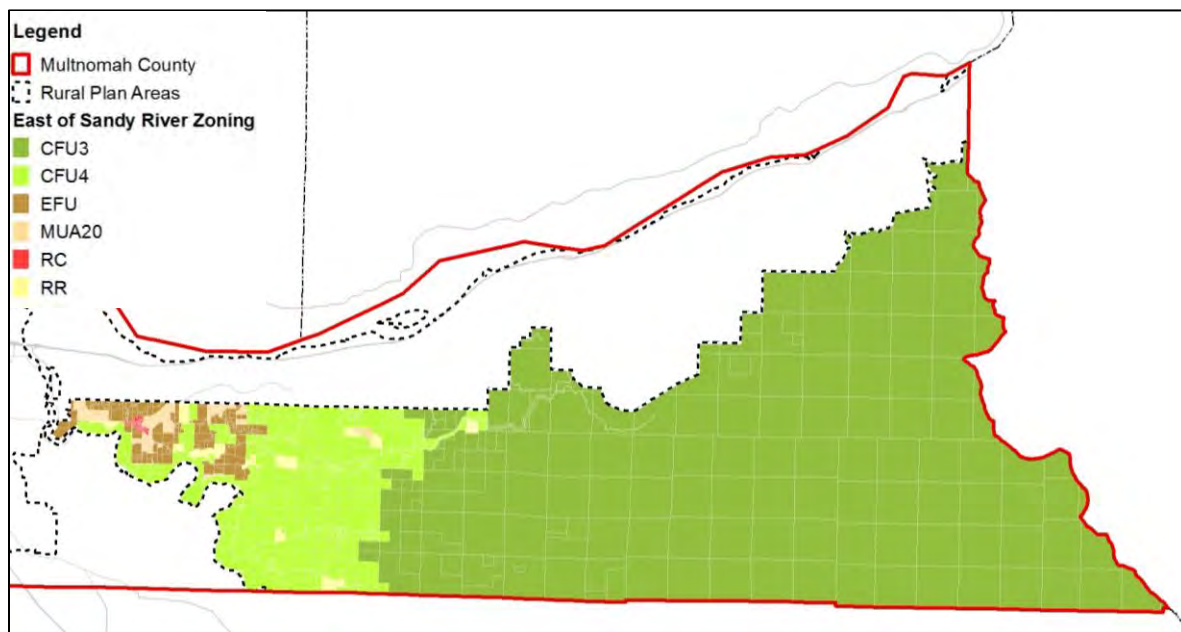 Legend
Multnomah County
Rural Plan Areas
East of Sandy River Zoning
CFU3
CFU4
EFU
MUA20
RC
RR